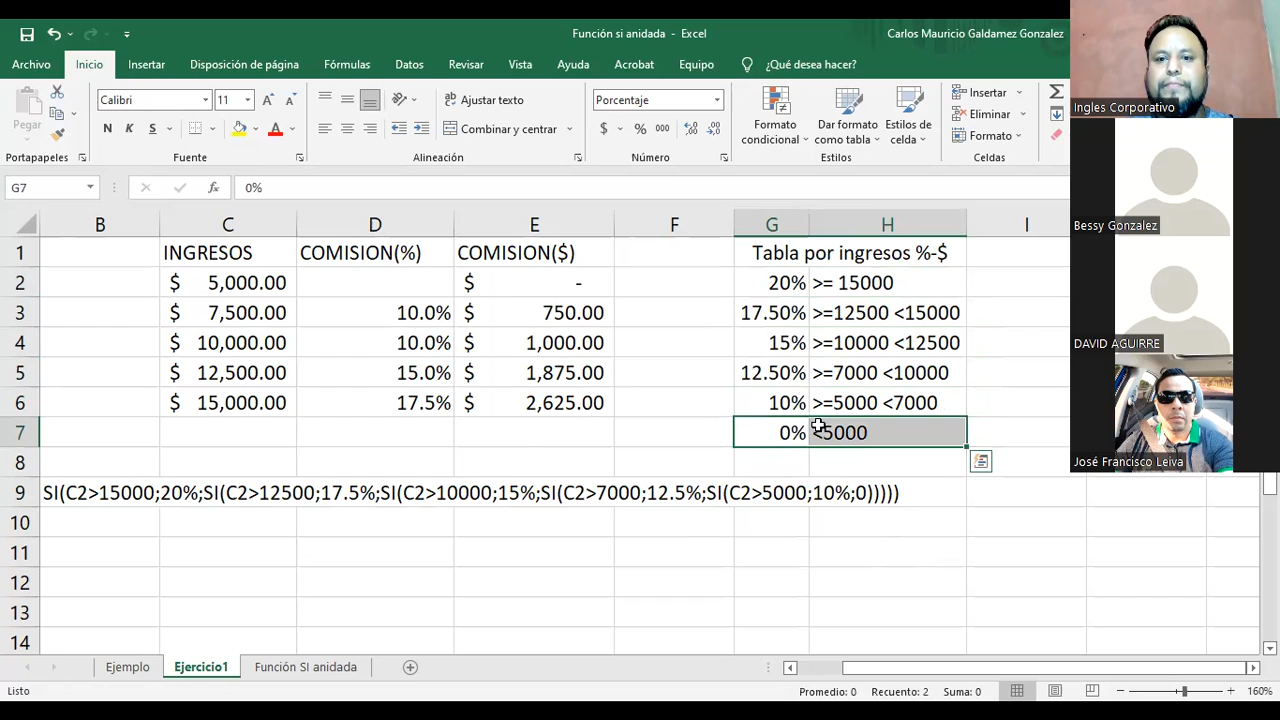 Función si anidada - Excel
Carlos Mauricio Galdamez Gonzalez
Archivo Inicio Insertar Disposición de página Fórmulas Datos Revisar Vista Ayuda Acrobat Equipo ¿Qué desea hacer?
Pegar
Calibri 11
N K S
Ajustar texto
Combinar y centrar
Porcentaje
$ % 000
Formato condicional
Dar formato como tabla
Estilos de celda
Insertar
Eliminar
Formato
Portapapeles Fuente Alineación Número Estilos Celdas
G7 fx 0%
B C D E F G H I
1 INGRESOS COMISION(%) COMISION($) Tabla por ingresos %-$
2 $ 5,000.00 $ - 20% >= 15000
3 $ 7,500.00 10.0% $ 750.00 17.50% >=12500 <15000
4 $ 10,000.00 10.0% $ 1,000.00 15% >=10000 <12500
5 $ 12,500.00 15.0% $ 1,875.00 12.50% >=7000 <10000
6 $ 15,000.00 17.5% $ 2,625.00 10% >=5000 <7000
7 0% <5000
8
9 SI(C2>15000;20%;SI(C2>12500;17.5%;SI(C2>10000;15%;SI(C2>7000;12.5%;SI(C2>5000;10%;0)))))
10
11
12
13
14
Ejemplo Ejercicio1 Función SI anidada
Listo Promedio: 0 Recuento: 2 Suma: 0 160%
Ingles Corporativo
Bessy Gonzalez
DAVID AGUIRRE
José Francisco Leiva